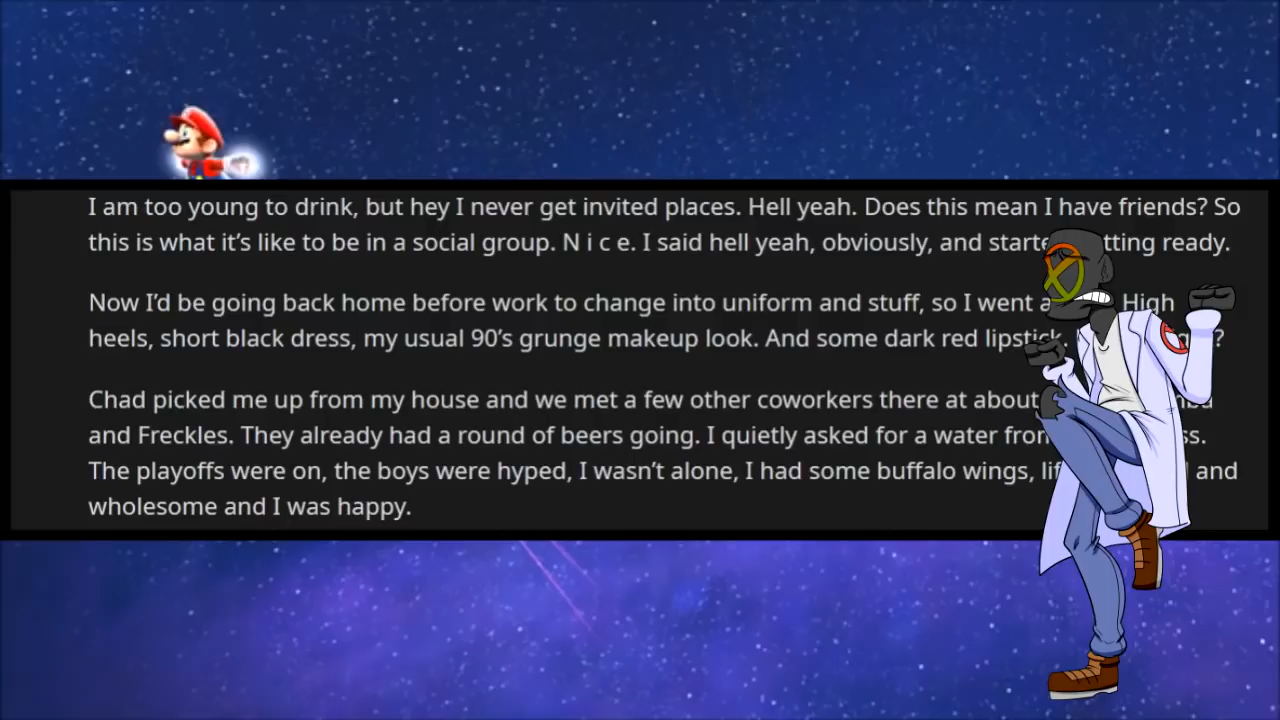 I am too young to drink, but hey I never get invited places. Hell yeah. Does this mean I have friends? So
this is what it’s like to be in a social group. N i c e. I said hell yeah, obviously, and ready.
Now I’d be going back home before work to change into uniform and stuff, so I went High
heels, short black dress, my usual 90’s grunge makeup look. And some dark red lipstick. ?
Chad picked me up from my house and we met a few other coworkers there at about
and Freckles. They already had a round of beers going. I quietly asked for a water
The playoffs were on, the boys were hyped, I wasn’t alone, I had some buffalo wings, and
wholesome and I was happy.